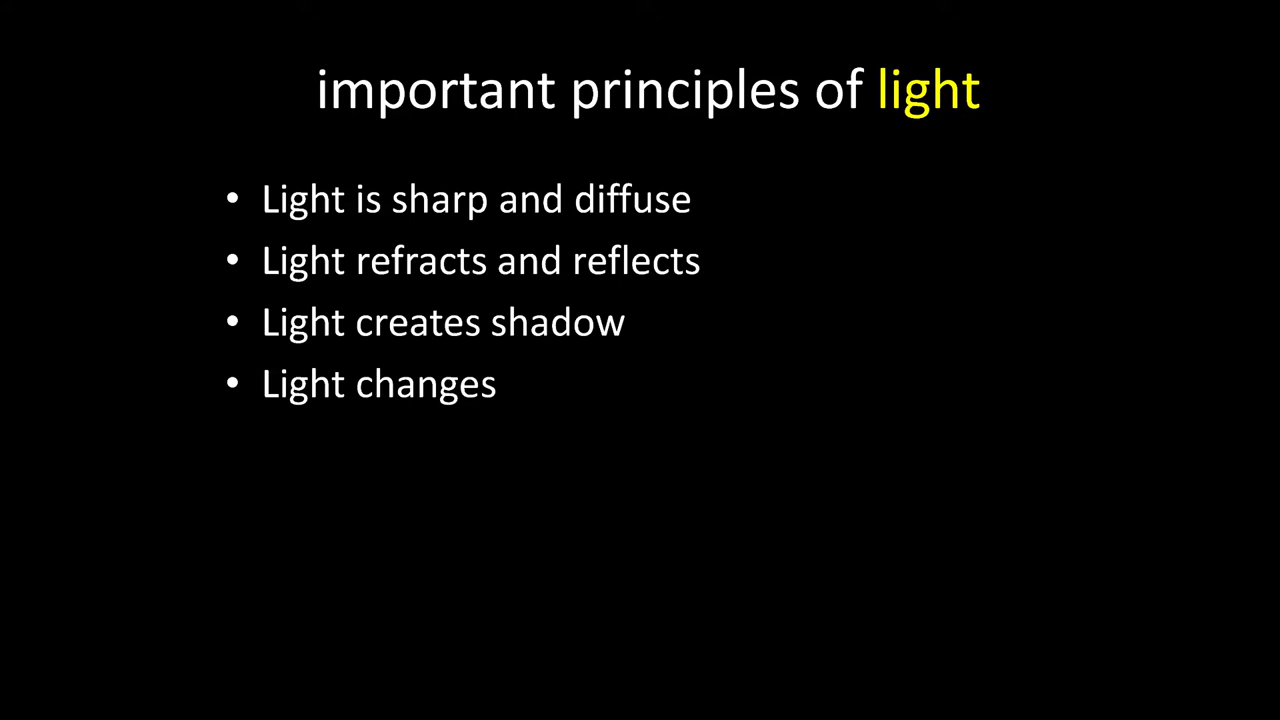 important principles of light
• Light is sharp and diffuse
• Light refracts and reflects
• Light creates shadow
• Light changes